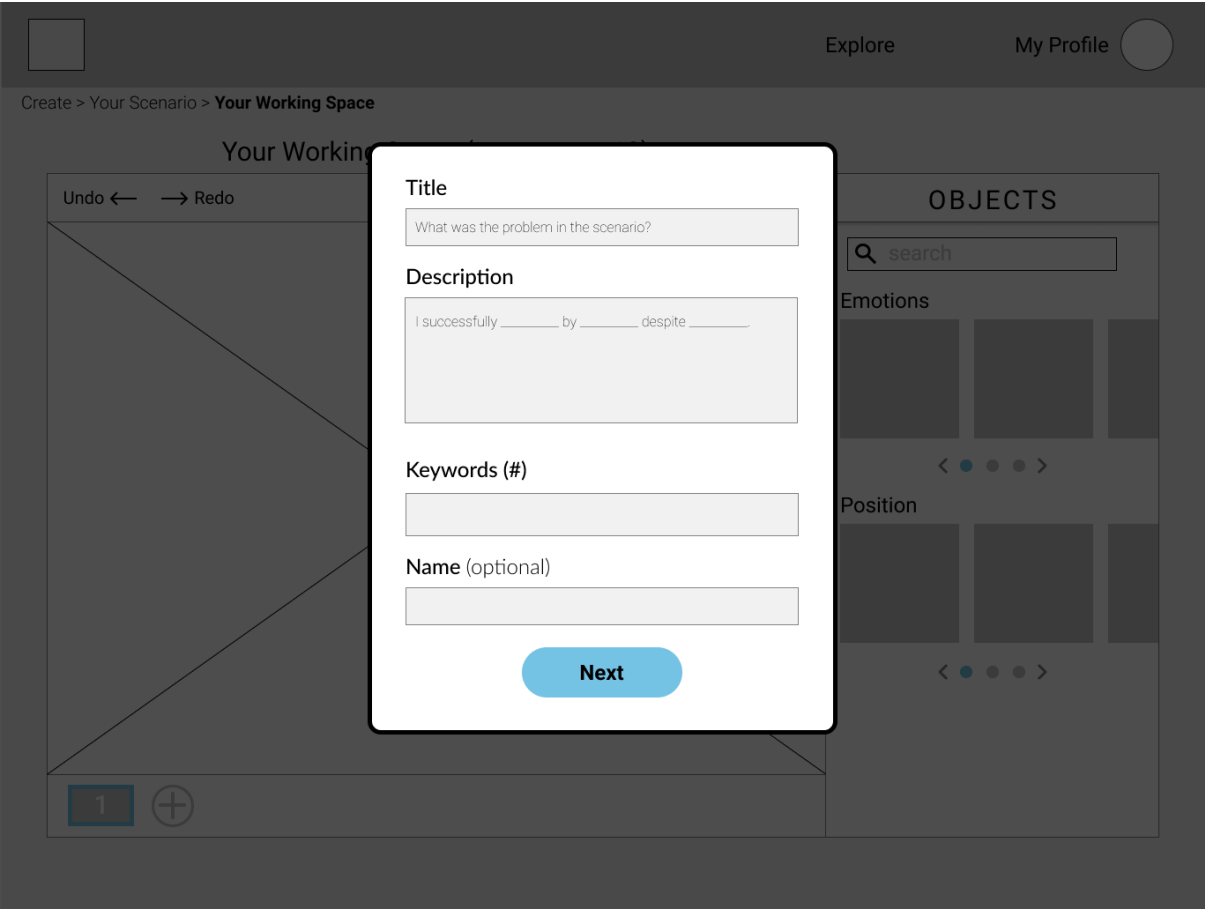 Explore
My Profile
Create > Your Scenario > Your Working Space
Your Working
Undo
Redo
OBJECTS
search
Emotions
Position
Title
What was the problem in the scenario?
Description
I successfully ________ by ________ despite ________.
Keywords (#)
Name (optional)
Next
1